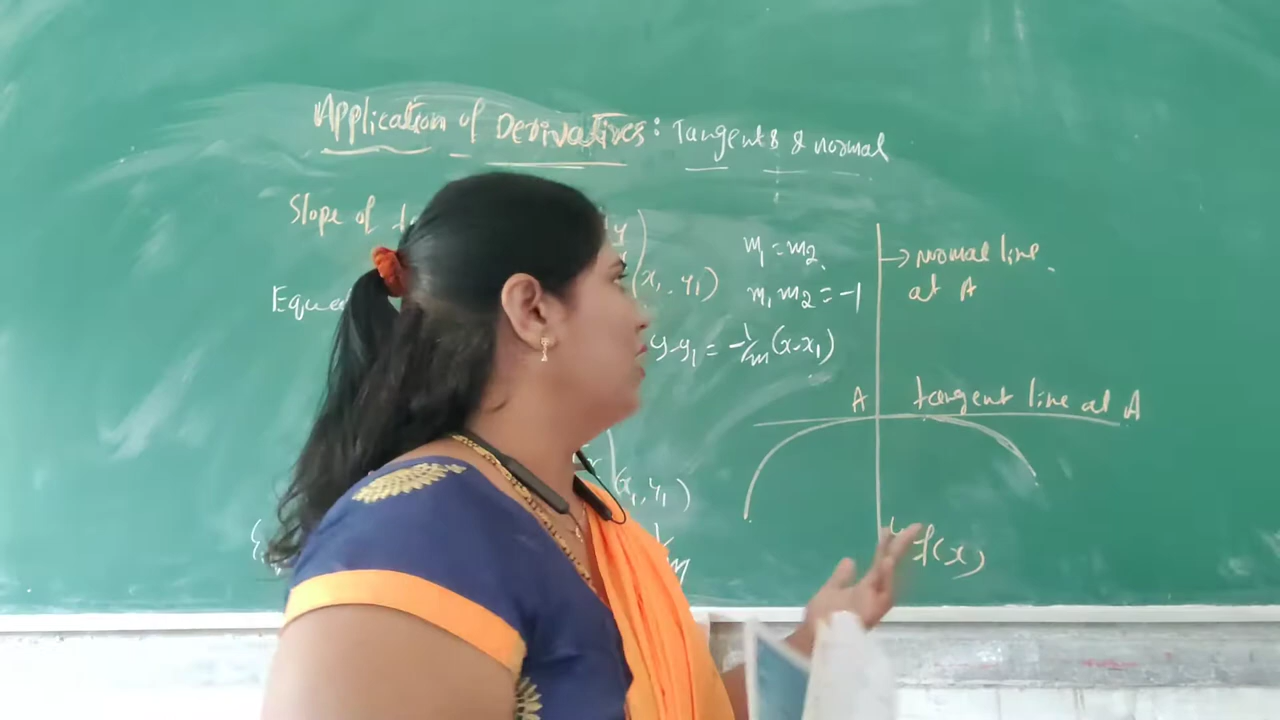 Application of Derivatives: Tangents & normal
Slope of
(x₁, y₁)
Equa
y-y₁ = -1/m (x-x₁)
m₁ = m₂.
m₁ m₂ = -1
normal line
at A
A
tangent line at A
(x₁, y₁)
f(x)